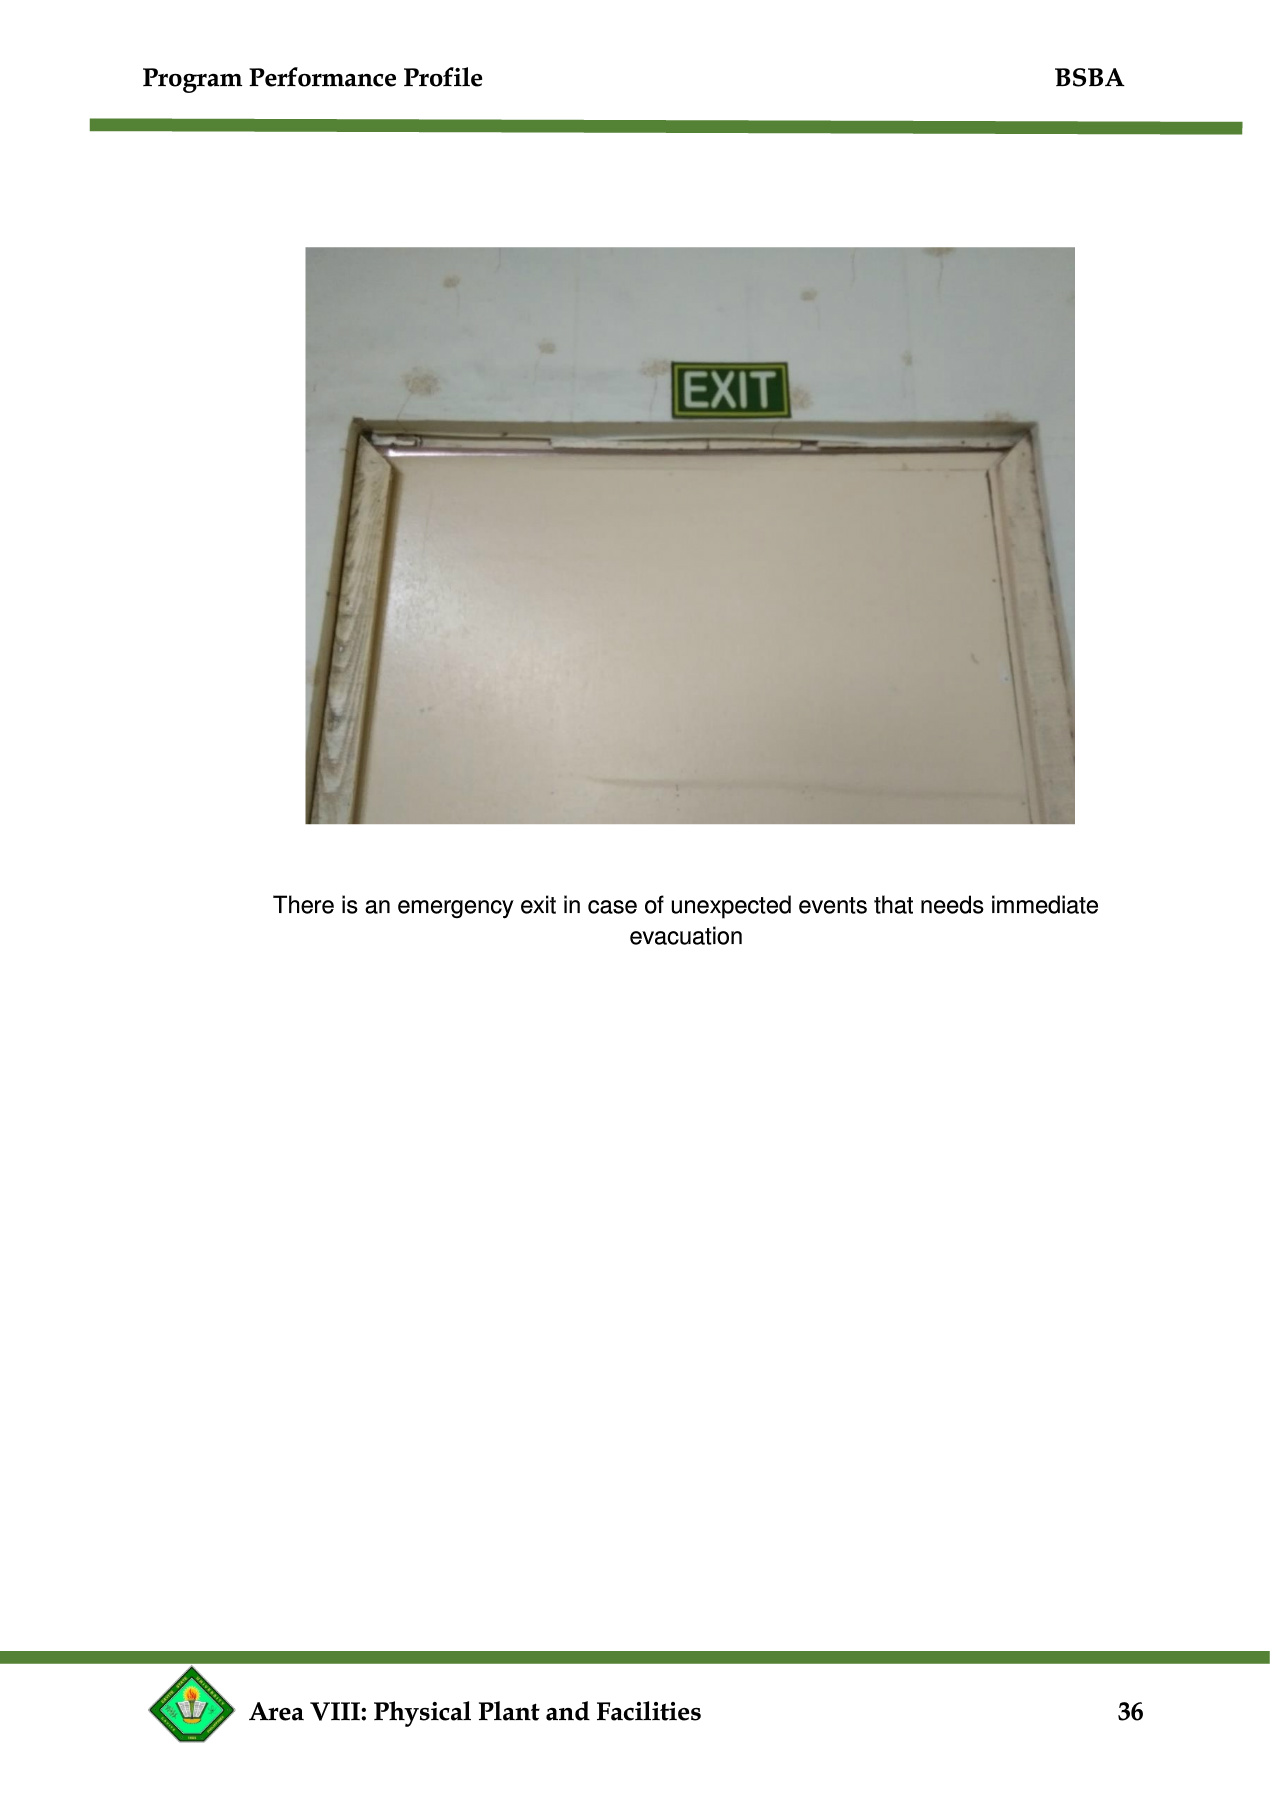 Program Performance Profile BSBA
EXIT
There is an emergency exit in case of unexpected events that needs immediate
evacuation
Area VIII: Physical Plant and Facilities 36